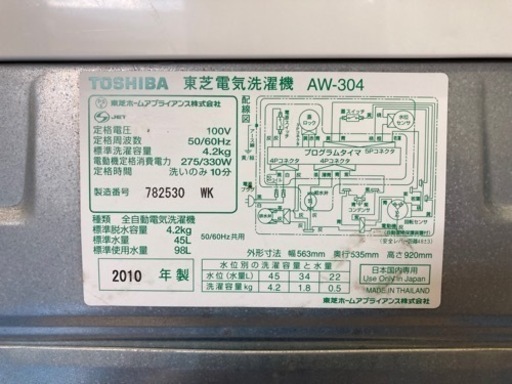 TOSHIBA 東芝電気洗濯機 AW-304
東芝ホームアプライアンス株式会社
JET
定格電圧 100V
定格周波数 50/60Hz
標準洗濯容量 4.2kg
電動機定格消費電力 275/330W
定格時間 洗いのみ10分
製造番号 782530 WK
種類 全自動電気洗濯機
標準脱水容量 4.2kg
標準水量 45L
標準使用水量 98L
2010 年製
配線図
プログラムタイマ
4Pコネクタ
4Pコネクタ
5Pコネクタ
50/60Hz共用
外形寸法 幅563mm 奥行535mm 高さ920mm
水位別の洗濯容量と水量
水位(水量L) 45 34 22
洗濯容量kg 4.2 1.8 0.5
日本国内専用
Use Only in Japan
MADE IN THAILAND
東芝ホームアプライアンス株式会社